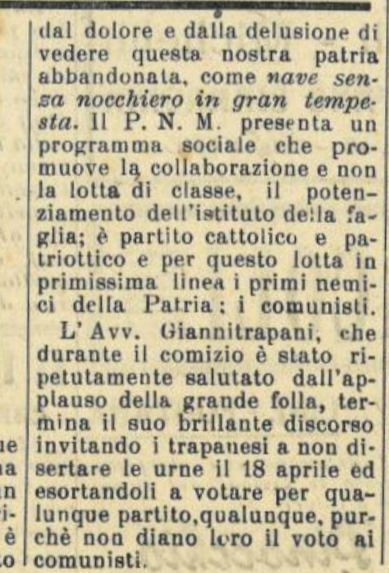 dal dolore e dalla delusione di
vedere questa nostra patria
abbandonata, come nave sen-
za nocchiero in gran tempe-
sta. Il P. N. M. presenta un
programma sociale che pro-
muove la collaborazione e non
la lotta di classe, il poten-
ziamento dell'istituto della fa-
glia; è partito cattolico e pa-
triottico e per questo lotta in
primissima linea i primi nemi-
ci della Patria: i comunisti.
L'Avv. Giannitrapani, che
durante il comizio è stato ri-
petutamente salutato dall'ap-
plauso della grande folla, ter-
mina il suo brillante discorso
invitando i trapanesi a non di-
sertare le urne il 18 aprile ed
esortandoli a votare per qua-
lunque partito,qualunque, pur-
chè non diano loro il voto ai
comunisti.